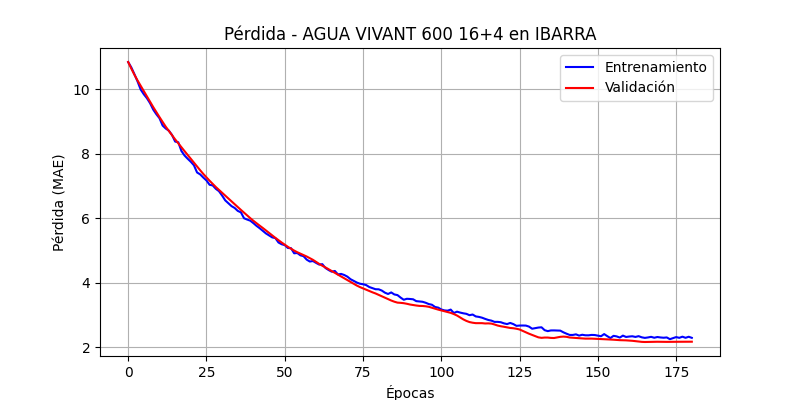 Pérdida - AGUA VIVANT 600 16+4 en IBARRA
Entrenamiento
Validación
Pérdida (MAE)
10
8
6
4
2
0 25 50 75 100 125 150 175
Épocas